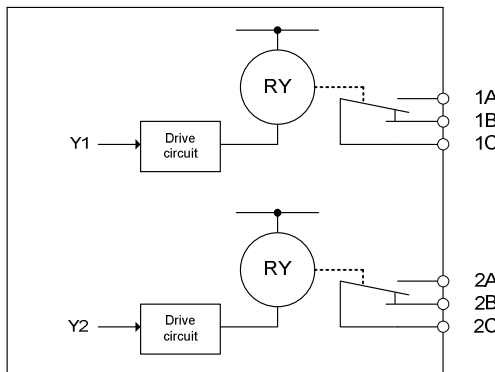 RY
1A
1B
1C
Y1
Drive
circuit
RY
2A
2B
2C
Y2
Drive
circuit